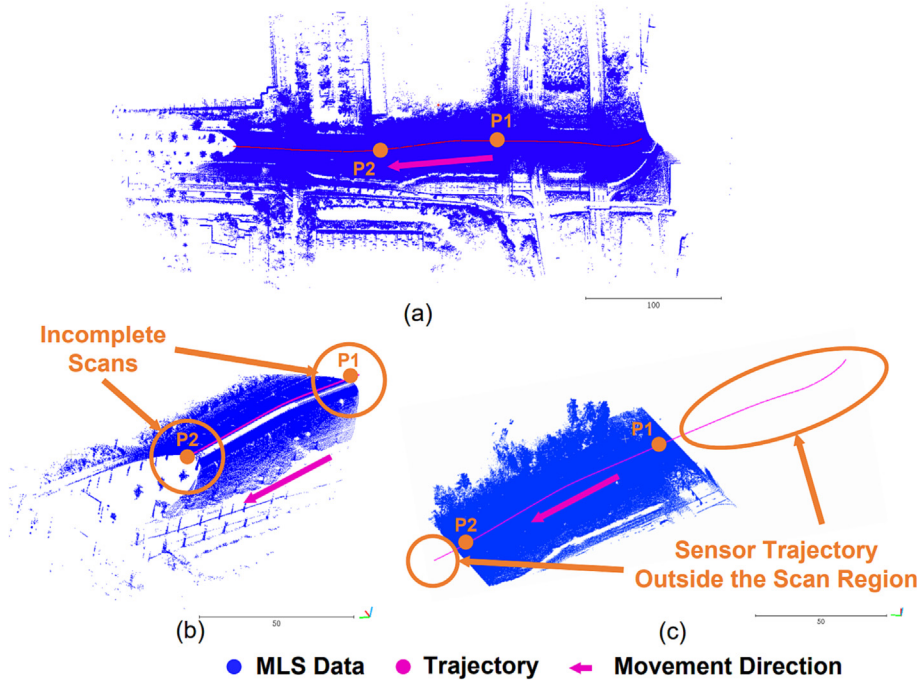 P1
P2
100
(a)
Incomplete
Scans
P1
P2
50
(b)
P1
P2
Sensor Trajectory
Outside the Scan Region
50
(c)
MLS Data
Trajectory
Movement Direction